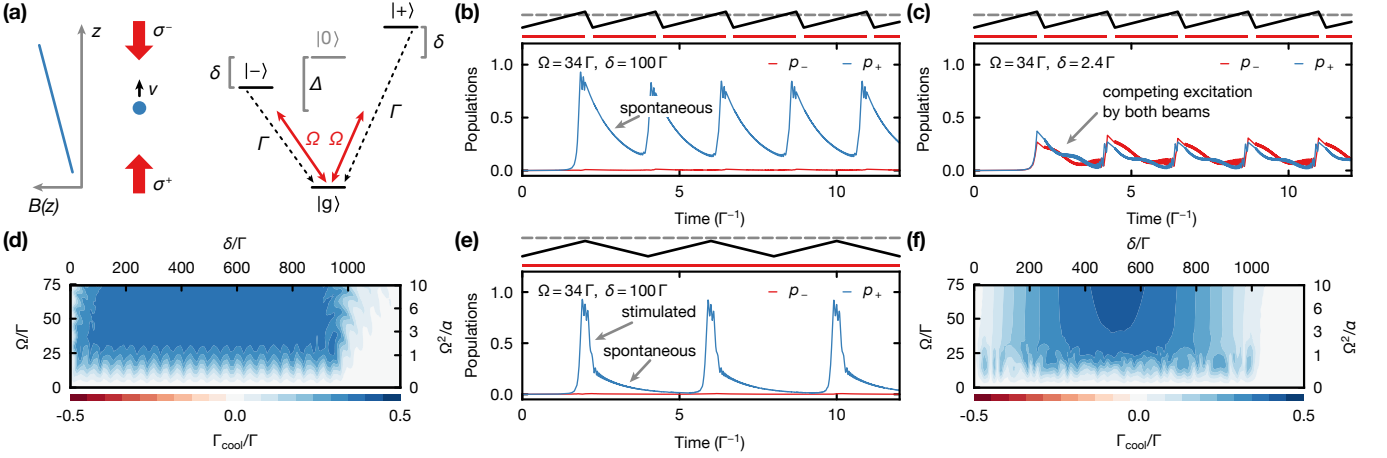 (a)
z
σ⁻
v
σ⁺
B(z)
|+⟩
|0⟩
δ
δ
|−⟩
Δ
Γ
Ω Ω
Γ
|g⟩
(b)
Ω = 34 Γ, δ = 100 Γ
p₋ p₊
spontaneous
Populations
1.0
0.5
0.0
0 5 10
Time (Γ⁻¹)
(c)
Ω = 34 Γ, δ = 2.4 Γ
p₋ p₊
competing excitation
by both beams
Populations
1.0
0.5
0.0
0 5 10
Time (Γ⁻¹)
(d)
δ/Γ
0 200 400 600 800 1000
Ω/Γ
75
50
25
0
10
6
3
1
0
Ω²/α
-0.5 0.0 0.5
Γcool/Γ
(e)
Ω = 34 Γ, δ = 100 Γ
p₋ p₊
stimulated
spontaneous
Populations
1.0
0.5
0.0
0 5 10
Time (Γ⁻¹)
(f)
δ/Γ
0 200 400 600 800 1000
Ω/Γ
75
50
25
0
10
6
3
1
0
Ω²/α
-0.5 0.0 0.5
Γcool/Γ